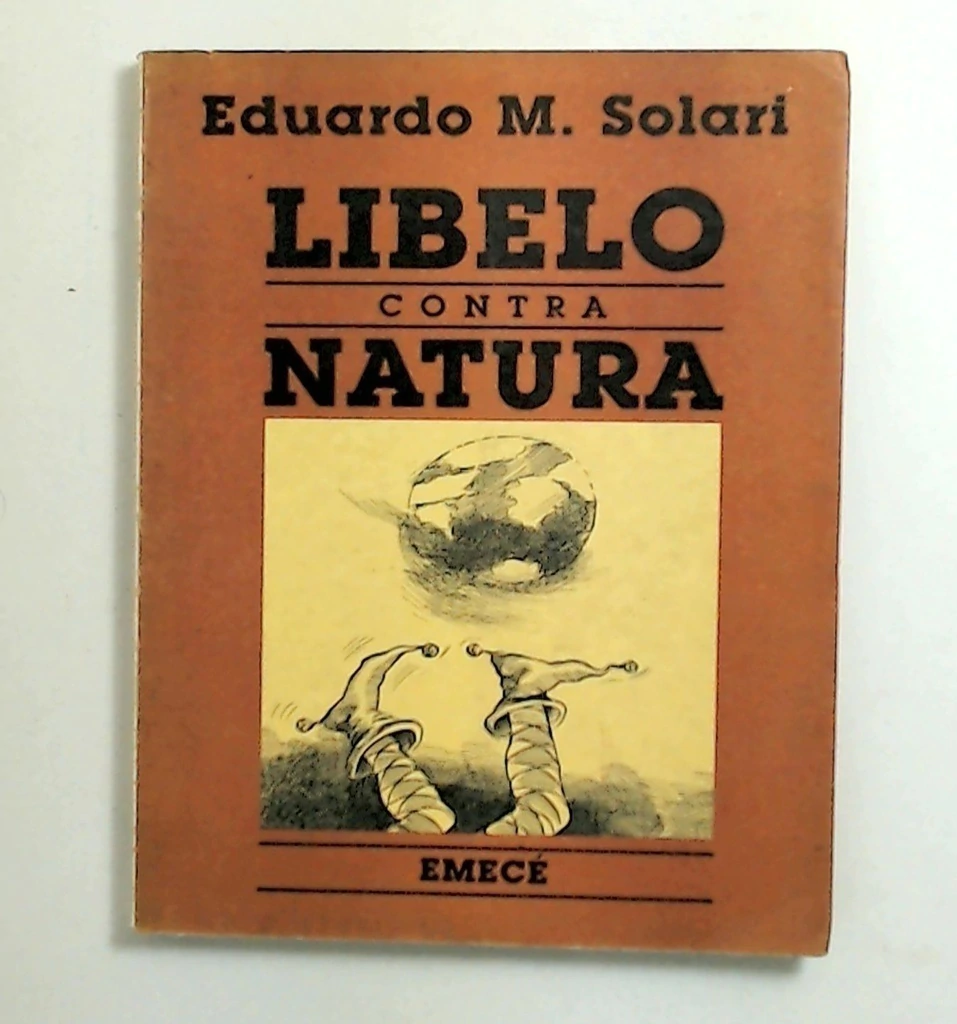 Eduardo M. Solari
LIBELO
CONTRA
NATURA
EMECÉ